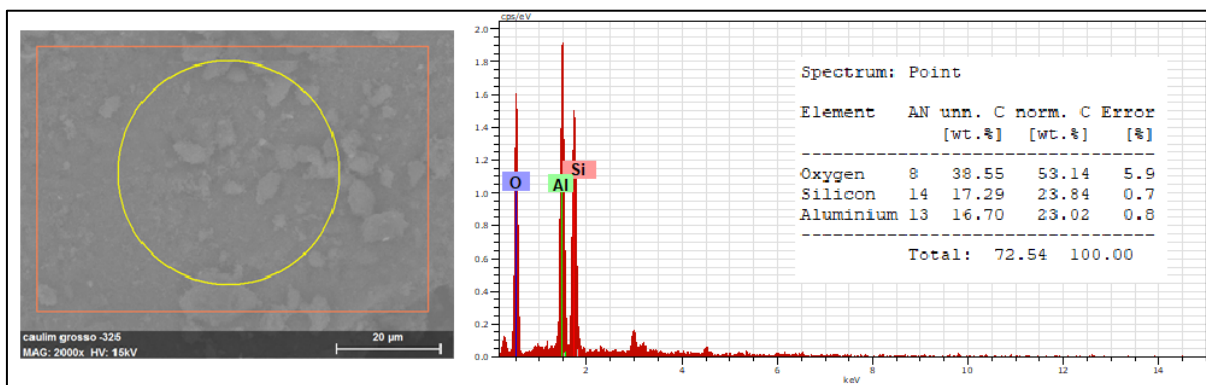 caulim grosso -325
MAG: 2000x HV: 15kV
20 µm
cps/eV
2.0
1.8
1.6
1.4
1.2
1.0
0.8
0.6
0.4
0.2
0.0
O
Al
Si
2
4
6
8
10
12
14
keV
Spectrum: Point
Element AN unn. C norm. C Error
[wt.%] [wt.%] [%]
Oxygen 8 38.55 53.14 5.9
Silicon 14 17.29 23.84 0.7
Aluminium 13 16.70 23.02 0.8
Total: 72.54 100.00